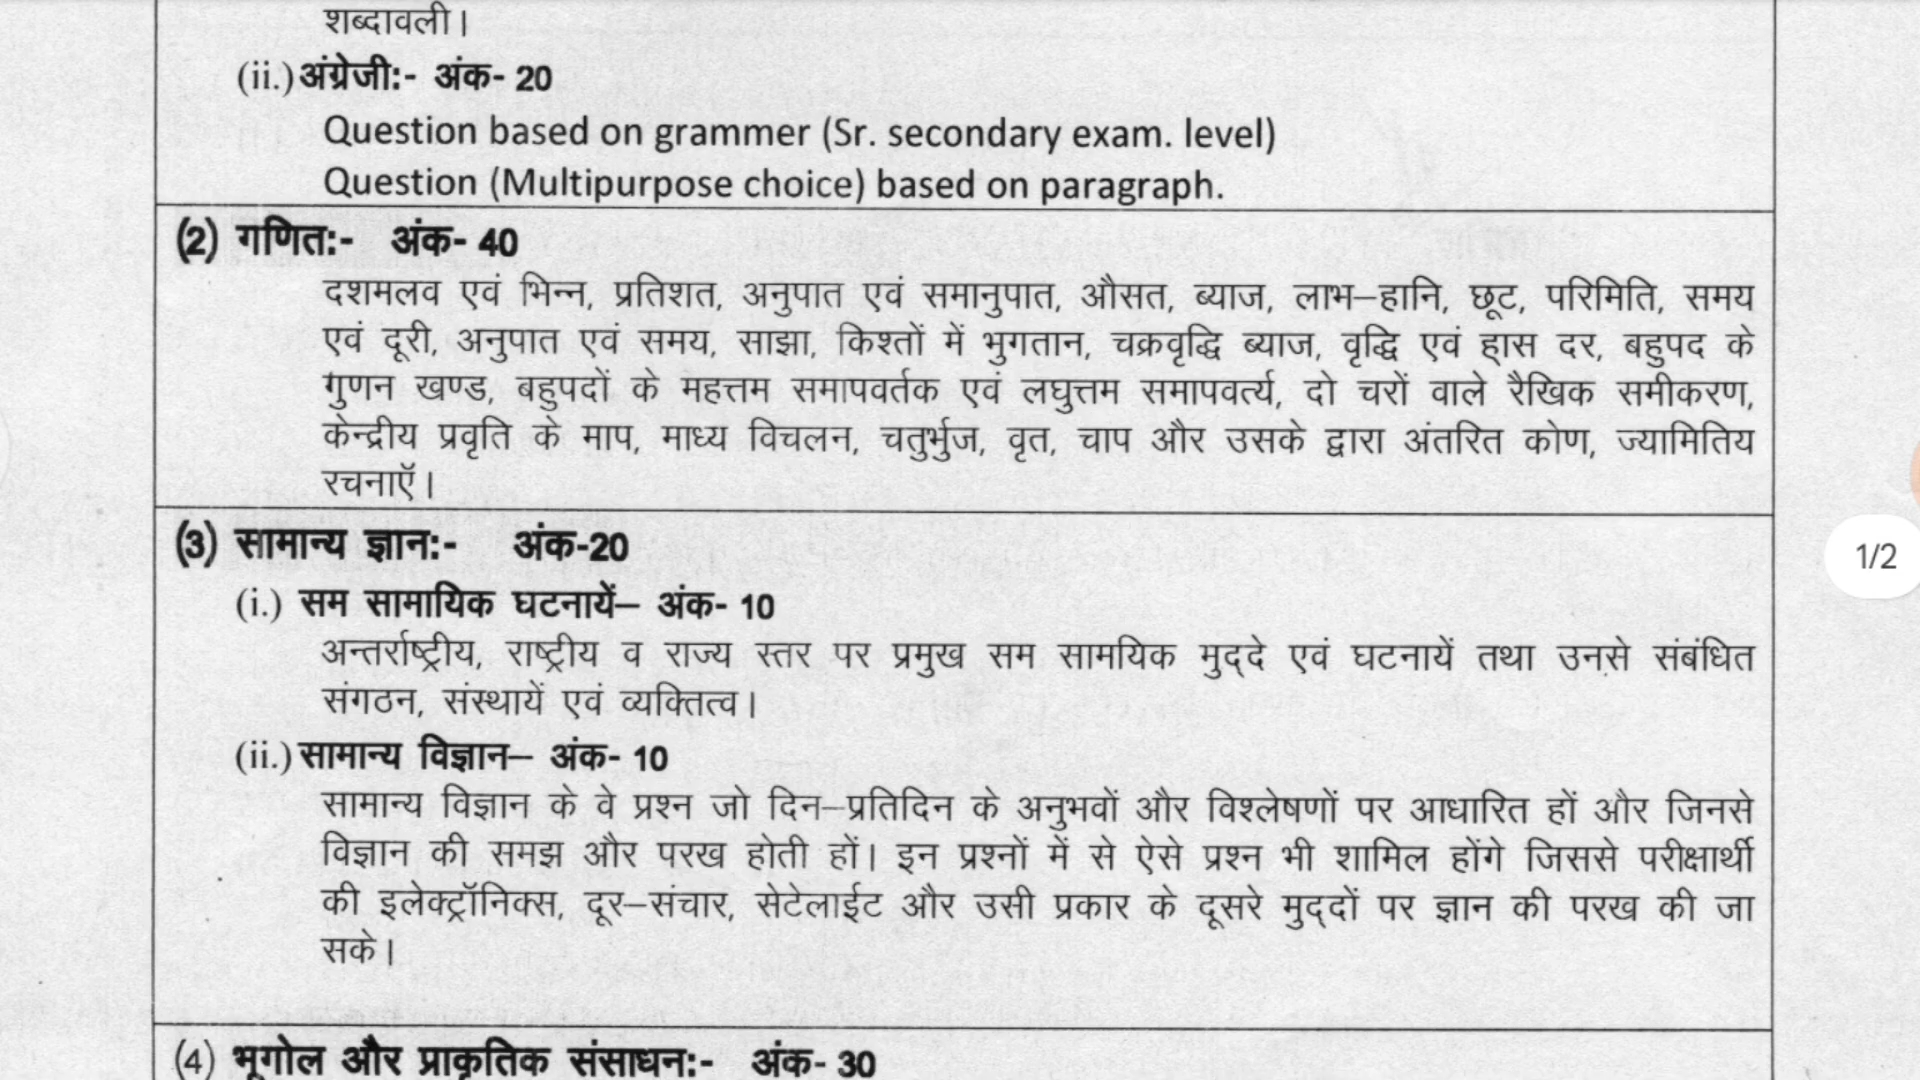 शब्दावली।
(ii.) अंग्रेजी:- अंक- 20
Question based on grammer (Sr. secondary exam. level)
Question (Multipurpose choice) based on paragraph.
(2) गणित:- अंक- 40
दशमलव एवं भिन्न, प्रतिशत, अनुपात एवं समानुपात, औसत, ब्याज, लाभ–हानि, छूट, परिमिति, समय
एवं दूरी, अनुपात एवं समय, साझा, किश्तों में भुगतान, चक्रवृद्धि ब्याज, वृद्धि एवं ह्रास दर, बहुपद के
गुणन खण्ड, बहुपदों के महत्तम समापवर्तक एवं लघुत्तम समापवर्त्य, दो चरों वाले रैखिक समीकरण,
केन्द्रीय प्रवृति के माप, माध्य विचलन, चतुर्भुज, वृत, चाप और उसके द्वारा अंतरित कोण, ज्यामितिय
रचनाऍ।
(3) सामान्य ज्ञान:- अंक-20
(i.) सम सामायिक घटनायें– अंक- 10
अन्तर्राष्ट्रीय, राष्ट्रीय व राज्य स्तर पर प्रमुख सम सामयिक मुद्दे एवं घटनायें तथा उनसे संबंधित
संगठन, संस्थायें एवं व्यक्तित्व।
(ii.) सामान्य विज्ञान– अंक- 10
सामान्य विज्ञान के वे प्रश्न जो दिन–प्रतिदिन के अनुभवों और विश्लेषणों पर आधारित हों और जिनसे
विज्ञान की समझ और परख होती हों। इन प्रश्नों में से ऐसे प्रश्न भी शामिल होंगे जिससे परीक्षार्थी
की इलेक्ट्रॉनिक्स, दूर–संचार, सेटेलाईट और उसी प्रकार के दूसरे मुद्दों पर ज्ञान की परख की जा
सके।
(4) भूगोल और प्राकृतिक संसाधन:- अंक- 30
1/2